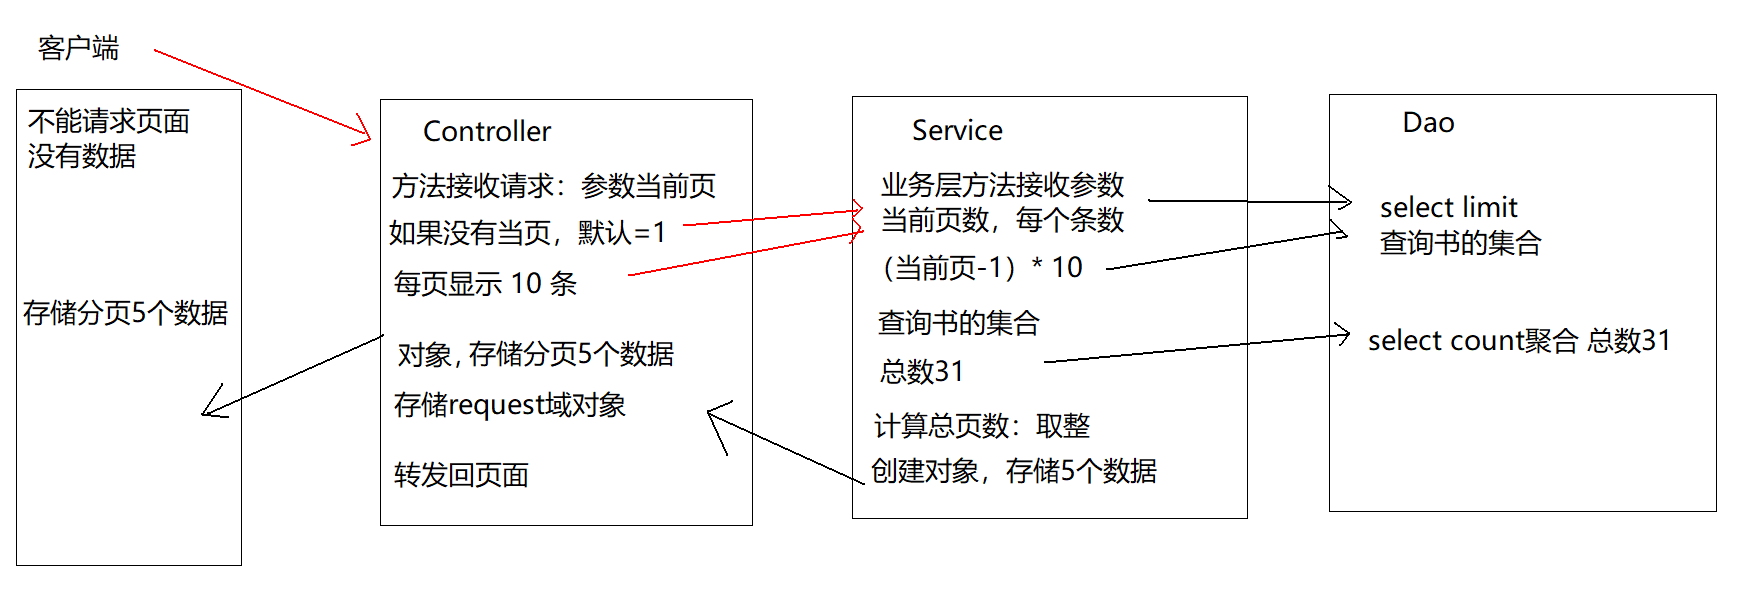 客户端
不能请求页面
没有数据
存储分页5个数据
Controller
方法接收请求：参数当前页
如果没有当页，默认=1
每页显示 10 条
对象, 存储分页5个数据
存储request域对象
转发回页面
Service
业务层方法接收参数
当前页数，每个条数
（当前页-1）* 10
查询书的集合
总数31
计算总页数：取整
创建对象，存储5个数据
Dao
select limit
查询书的集合
select count聚合 总数31